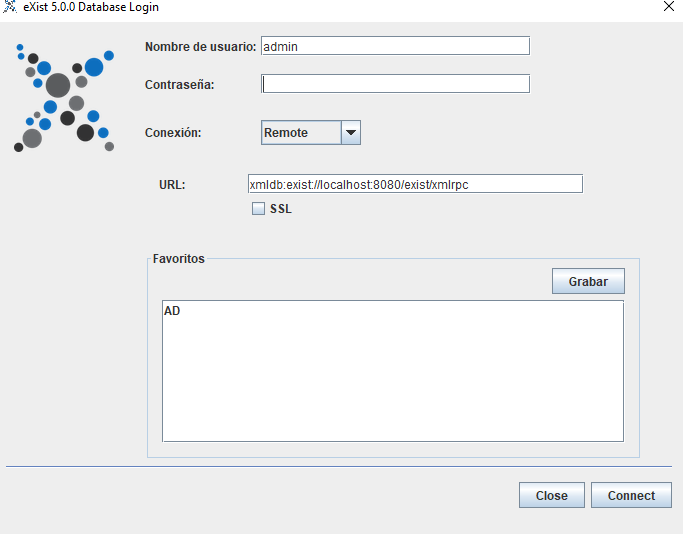 eXist 5.0.0 Database Login
Nombre de usuario: admin
Contraseña:
Conexión: Remote
URL: xmldb:exist://localhost:8080/exist/xmlrpc
SSL
Favoritos
Grabar
AD
Close Connect